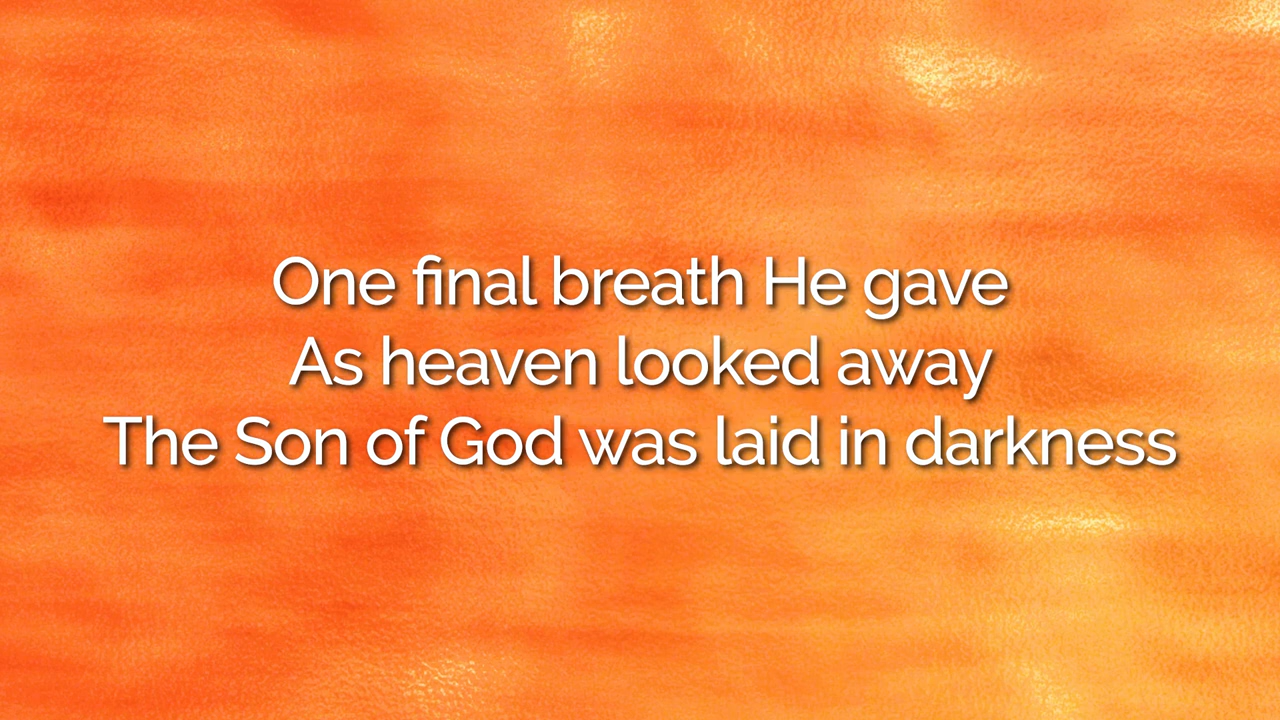 One final breath He gave
As heaven looked away
The Son of God was laid in darkness